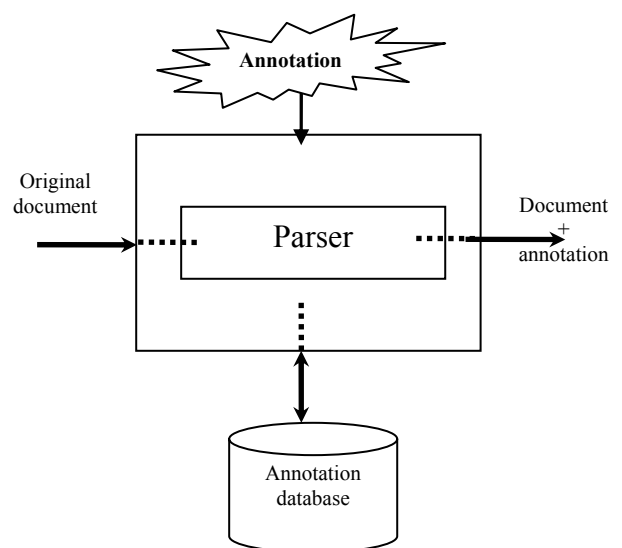 Annotation
Original
document
Parser
Document
+
annotation
Annotation
database